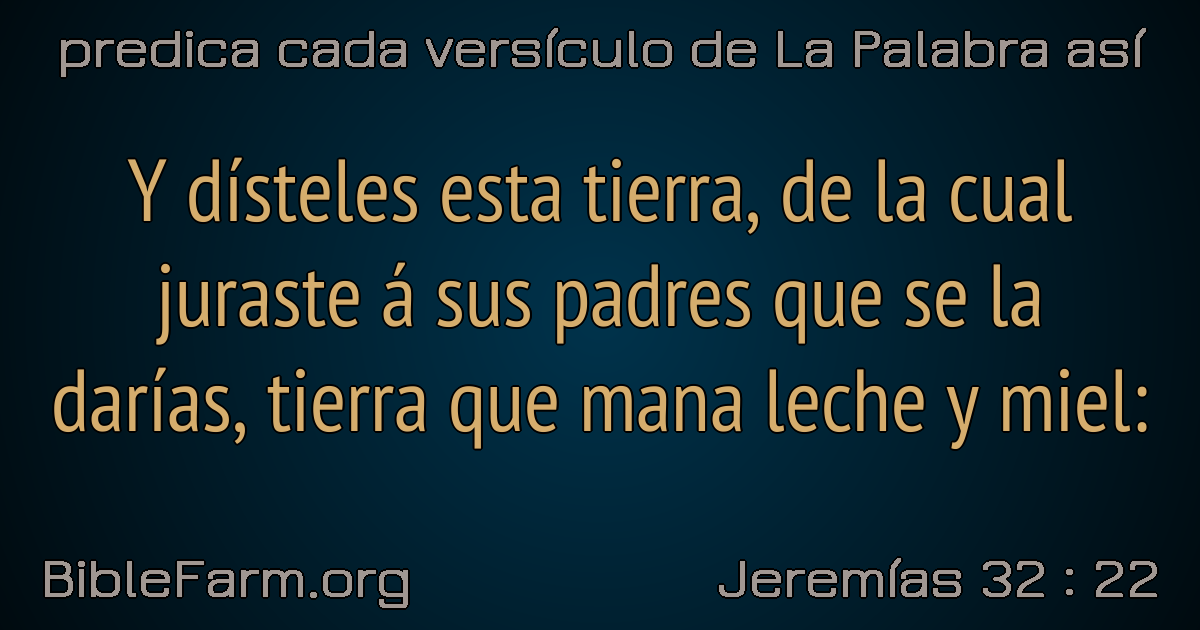 predica cada versículo de La Palabra así
Y dísteles esta tierra, de la cual
juraste á sus padres que se la
darías, tierra que mana leche y miel:
BibleFarm.org
Jeremías 32 : 22